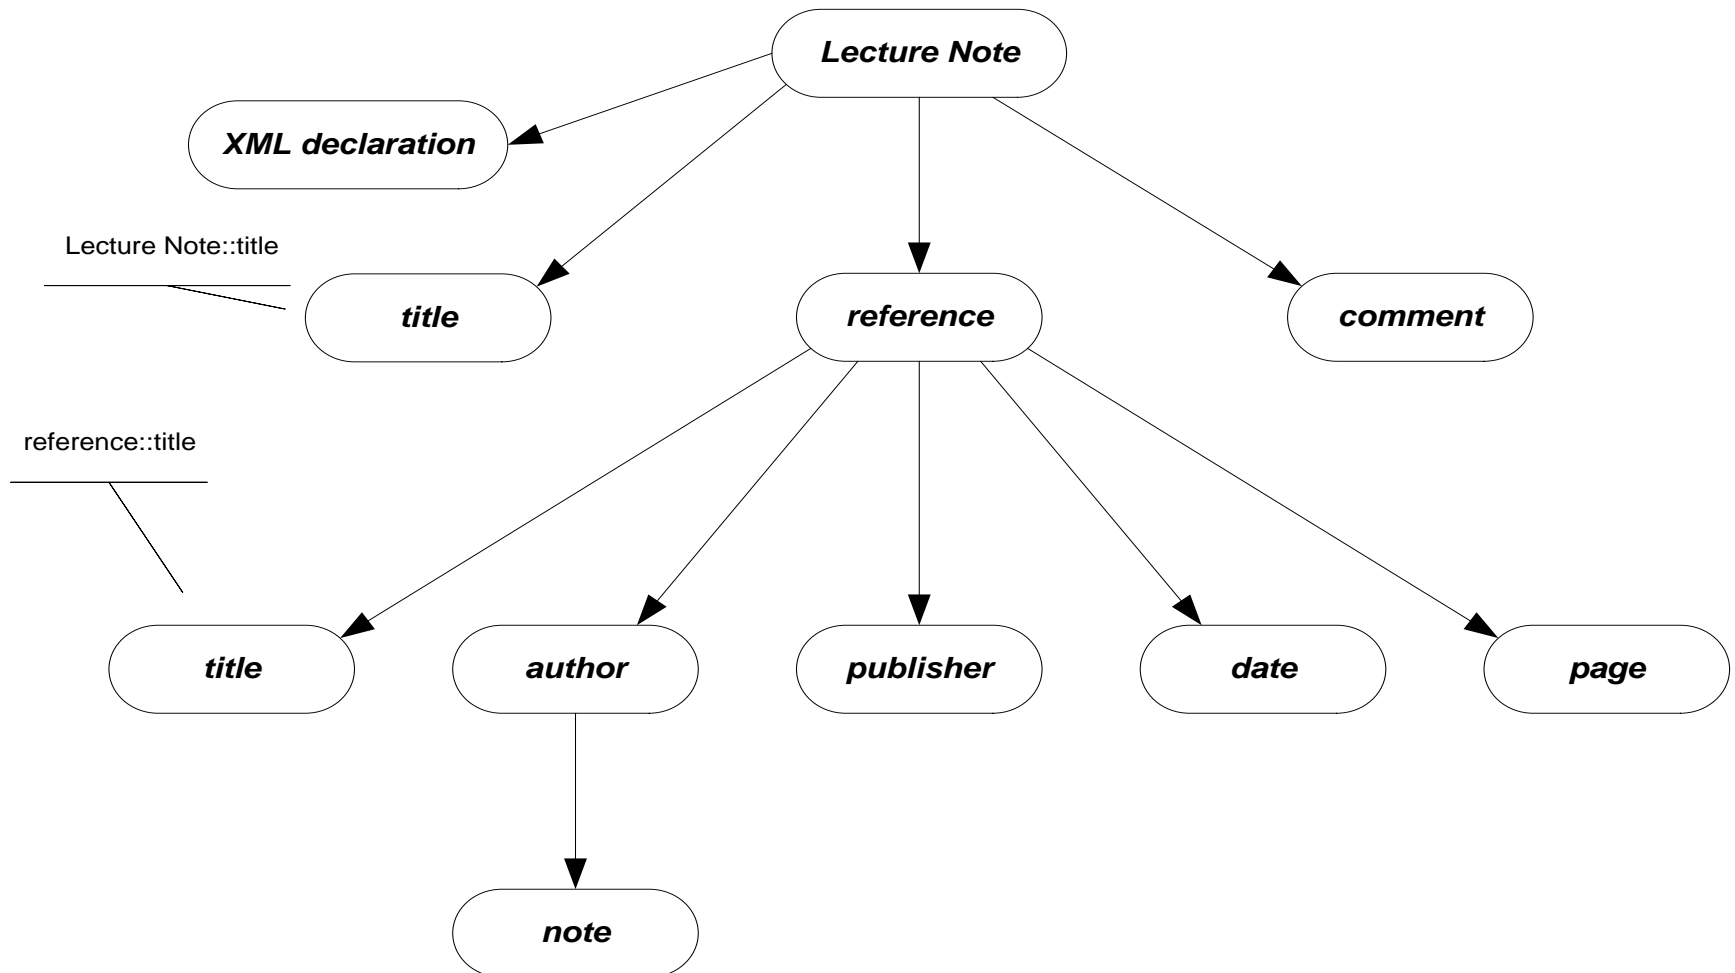 Lecture Note
XML declaration
Lecture Note::title
title
reference
comment
reference::title
title
author
publisher
date
page
note